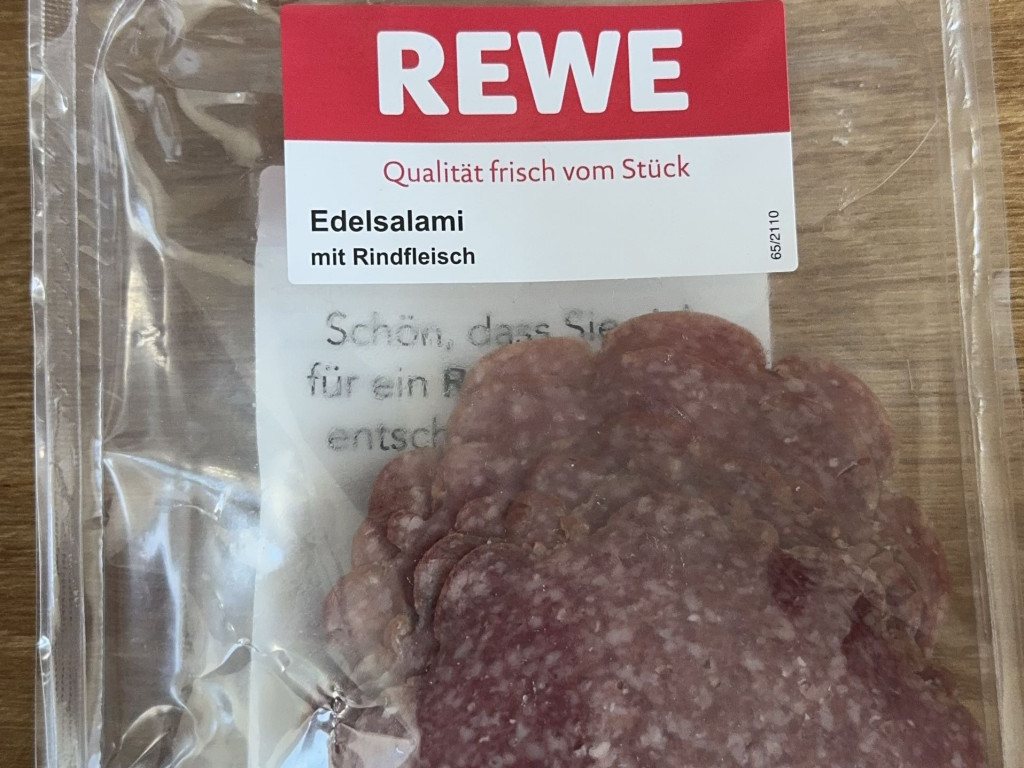 REWE
Qualität frisch vom Stück
Edelsalami
mit Rindfleisch
65/2110
Schön, dass Sie
für ein